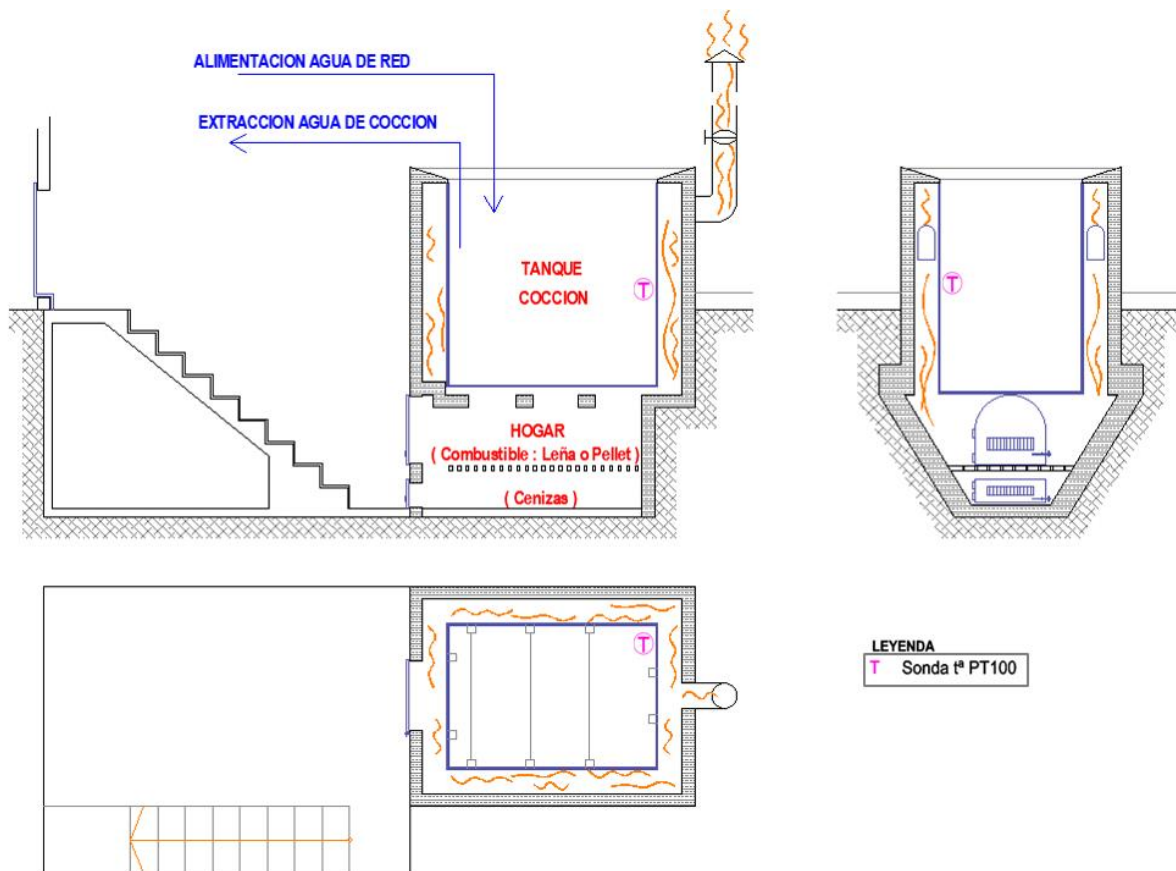 ALIMENTACION AGUA DE RED
EXTRACCION AGUA DE COCCION
TANQUE
COCCION
T
T
HOGAR
( Combustible : Leña o Pellet )
( Cenizas )
T
LEYENDA
T Sonda tª PT100